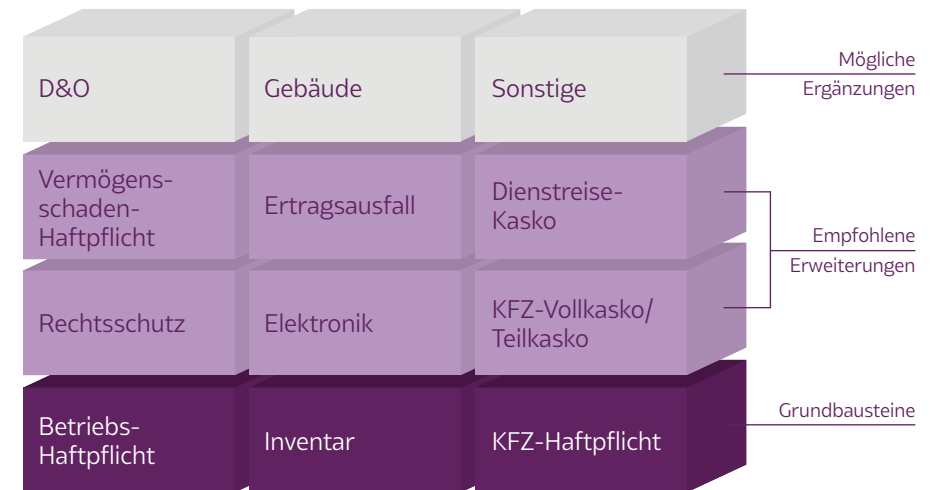 D&O
Gebäude
Sonstige
Mögliche
Ergänzungen
Vermögens-
schaden-
Haftpflicht
Ertragsausfall
Dienstreise-
Kasko
Empfohlene
Erweiterungen
Rechtsschutz
Elektronik
KFZ-Vollkasko/
Teilkasko
Betriebs-
Haftpflicht
Inventar
KFZ-Haftpflicht
Grundbausteine